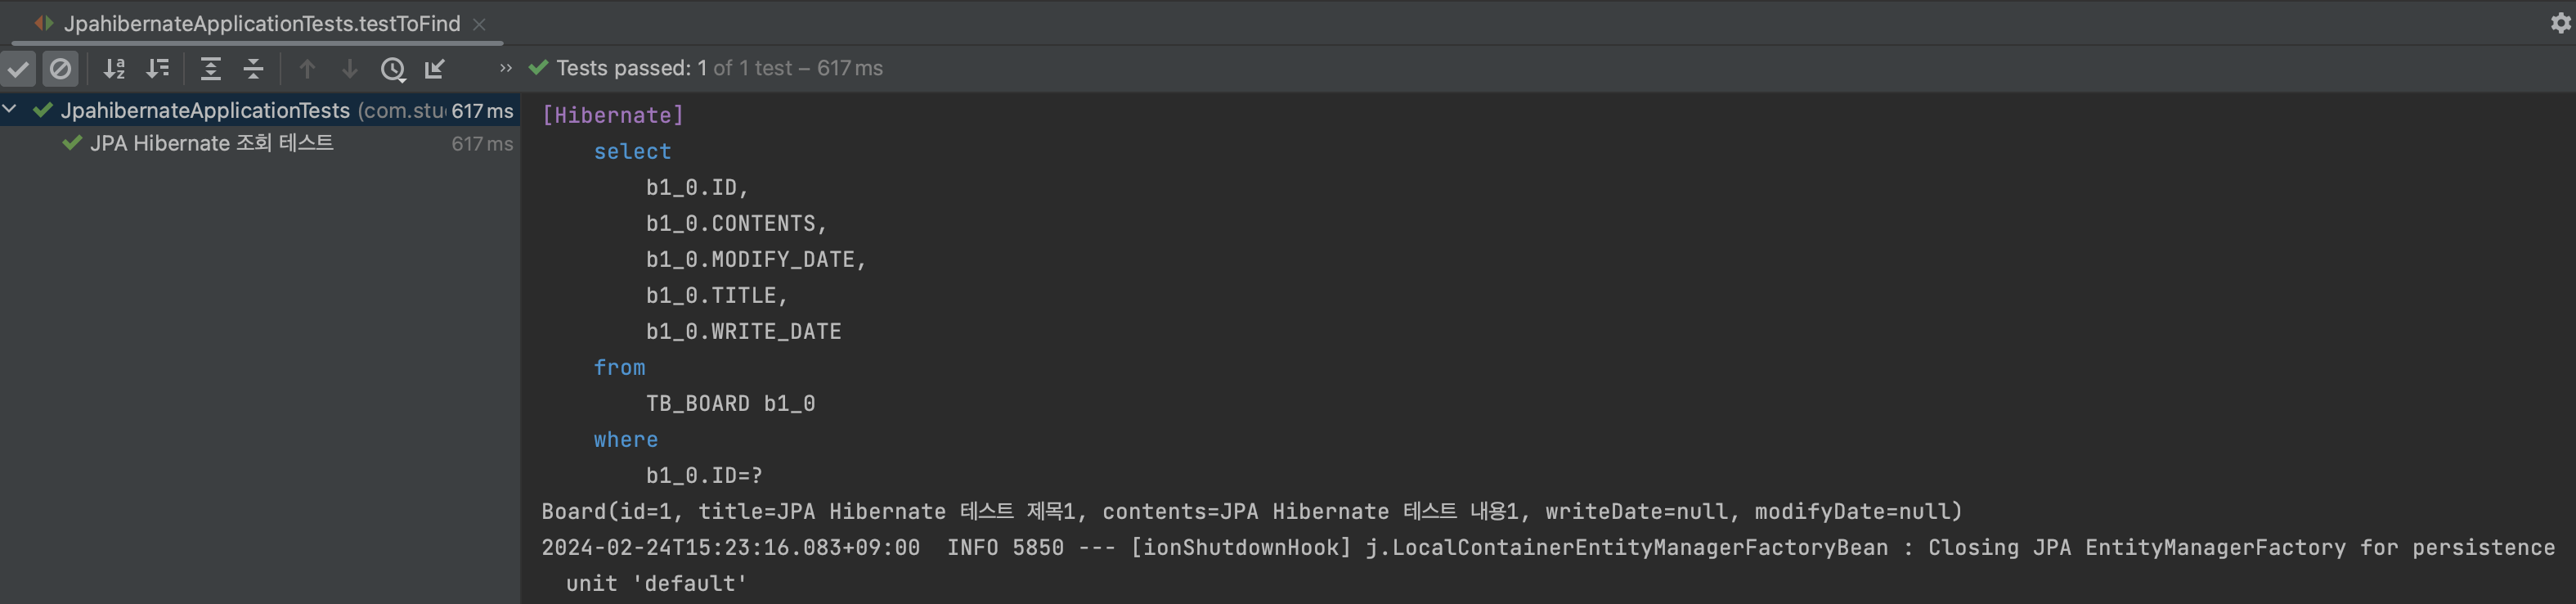 JpahibernateApplicationTests.testToFind
Tests passed: 1 of 1 test – 617 ms
JpahibernateApplicationTests (com.stu 617 ms
JPA Hibernate 조회 테스트 617 ms
[Hibernate]
select
b1_0.ID,
b1_0.CONTENTS,
b1_0.MODIFY_DATE,
b1_0.TITLE,
b1_0.WRITE_DATE
from
TB_BOARD b1_0
where
b1_0.ID=?
Board(id=1, title=JPA Hibernate 테스트 제목1, contents=JPA Hibernate 테스트 내용1, writeDate=null, modifyDate=null)
2024-02-24T15:23:16.083+09:00  INFO 5850 --- [ionShutdownHook] j.LocalContainerEntityManagerFactoryBean : Closing JPA EntityManagerFactory for persistence
unit 'default'